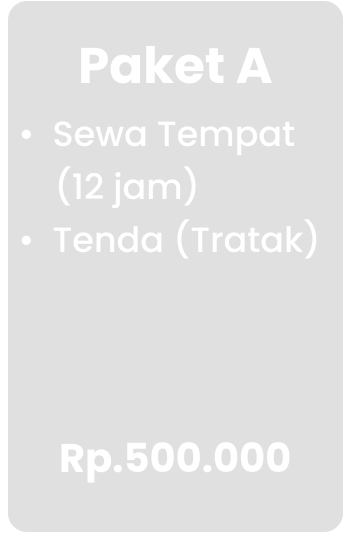 Paket A
• Sewa Tempat
(12 jam)
• Tenda (Tratak)
Rp.500.000